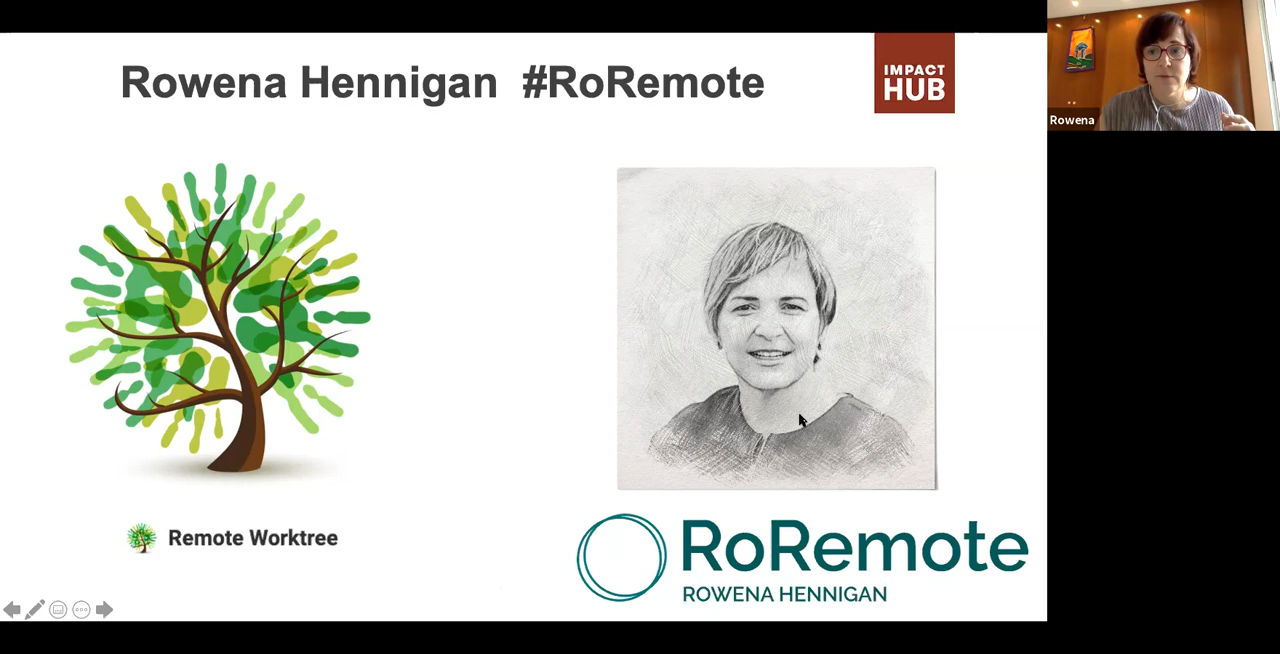 Rowena Hennigan #RoRemote
IMPACT
HUB
Rowena
Remote Worktree
RoRemote
ROWENA HENNIGAN